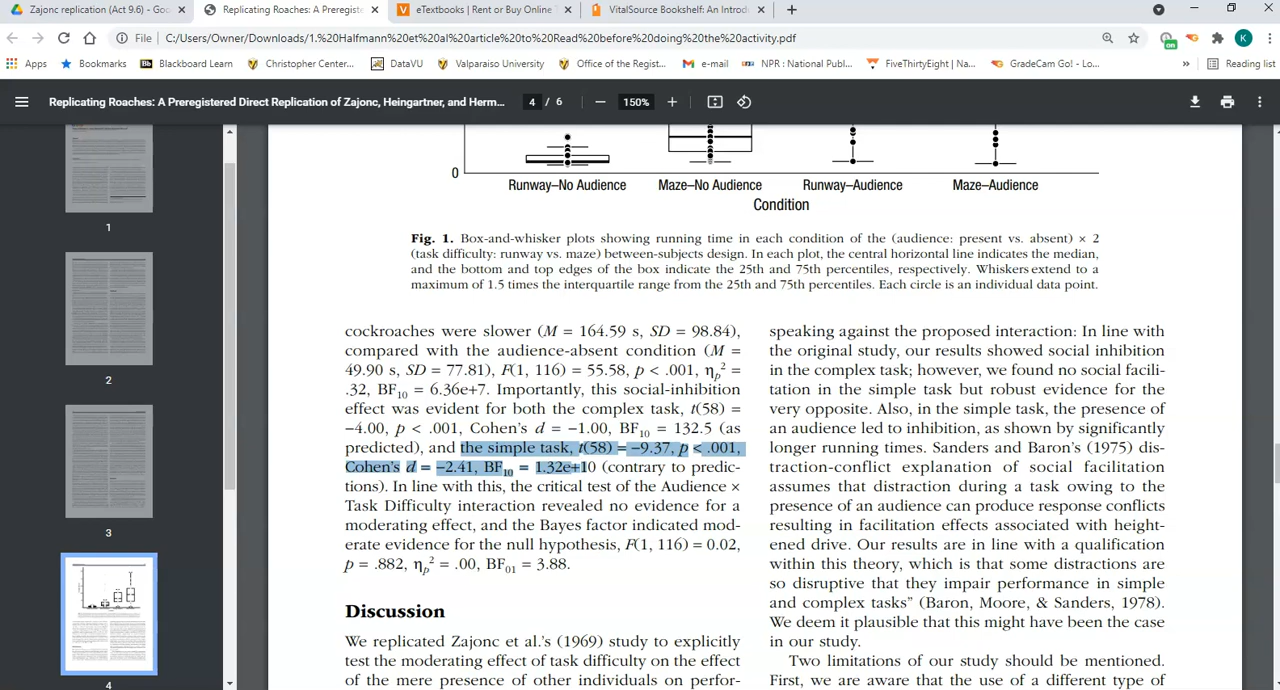 Zajonc replication (Act 9.6) - Goo
Replicating Roaches: A Preregist
eTextbooks | Rent or Buy Online
VitalSource Bookshelf: An Introd
File
C:/Users/Owner/Downloads/1.%20Halfmann%20et%20al%20article%20to%20Read%20before%20doing%20the%20activity.pdf
on
K
Apps
Bookmarks
Bb
Blackboard Learn
Christopher Center...
DataVU
Valparaiso University
Office of the Regist...
e-mail
NPR : National Publ...
FiveThirtyEight | Na...
GradeCam Go! - Lo...
»
Reading list
Replicating Roaches: A Preregistered Direct Replication of Zajonc, Heingartner, and Herm...
4 / 6
150%
1
2
3
4
0
Runway–No Audience
Maze–No Audience
Runway–Audience
Maze–Audience
Condition
Fig. 1. Box-and-whisker plots showing running time in each condition of the (audience: present vs. absent) × 2
(task difficulty: runway vs. maze) between-subjects design. In each plot, the central horizontal line indicates the median,
and the bottom and top edges of the box indicate the 25th and 75th percentiles, respectively. Whiskers extend to a
maximum of 1.5 times the interquartile range from the 25th and 75th percentiles. Each circle is an individual data point.
cockroaches were slower (M = 164.59 s, SD = 98.84),
compared with the audience-absent condition (M =
49.90 s, SD = 77.81), F(1, 116) = 55.58, p < .001, ηp² =
.32, BF10 = 6.36e+7. Importantly, this social-inhibition
effect was evident for both the complex task, t(58) =
−4.00, p < .001, Cohen's d = −1.00, BF10 = 132.5 (as
predicted), and the simple task, t(58) = −9.37, p < .001,
Cohen's d = −2.41, BF10 = 1.32e+10 (contrary to predic-
tions). In line with this, the critical test of the Audience ×
Task Difficulty interaction revealed no evidence for a
moderating effect, and the Bayes factor indicated mod-
erate evidence for the null hypothesis, F(1, 116) = 0.02,
p = .882, ηp² = .00, BF01 = 3.88.
Discussion
We replicated Zajonc et al.'s (1969) study to explicitly
test the moderating effect of task difficulty on the effect
of the mere presence of other individuals on perfor-
speaking against the proposed interaction: In line with
the original study, our results showed social inhibition
in the complex task; however, we found no social facili-
tation in the simple task but robust evidence for the
very opposite. Also, in the simple task, the presence of
an audience led to inhibition, as shown by significantly
longer running times. Sanders and Baron's (1975) dis-
traction-conflict explanation of social facilitation
assumes that distraction during a task owing to the
presence of an audience can produce response conflicts
resulting in facilitation effects associated with height-
ened drive. Our results are in line with a qualification
within this theory, which is that some distractions are
so disruptive that they impair performance in simple
and complex tasks" (Baron, Moore, & Sanders, 1978).
We deem it plausible that this might have been the case
in our study.
Two limitations of our study should be mentioned.
First, we are aware that the use of a different type of